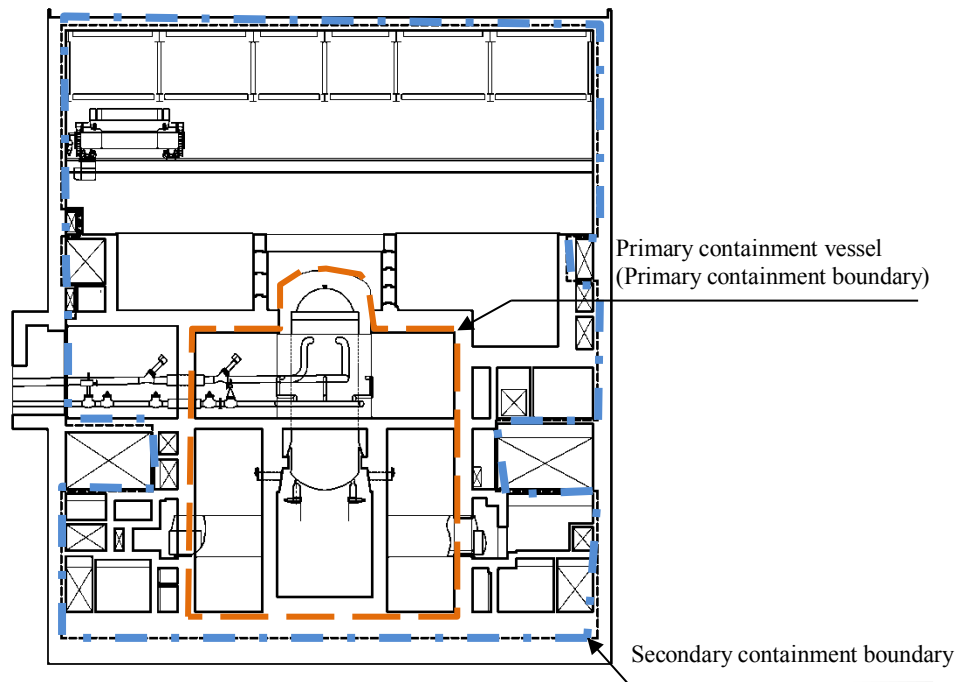 Primary containment vessel
(Primary containment boundary)
Secondary containment boundary